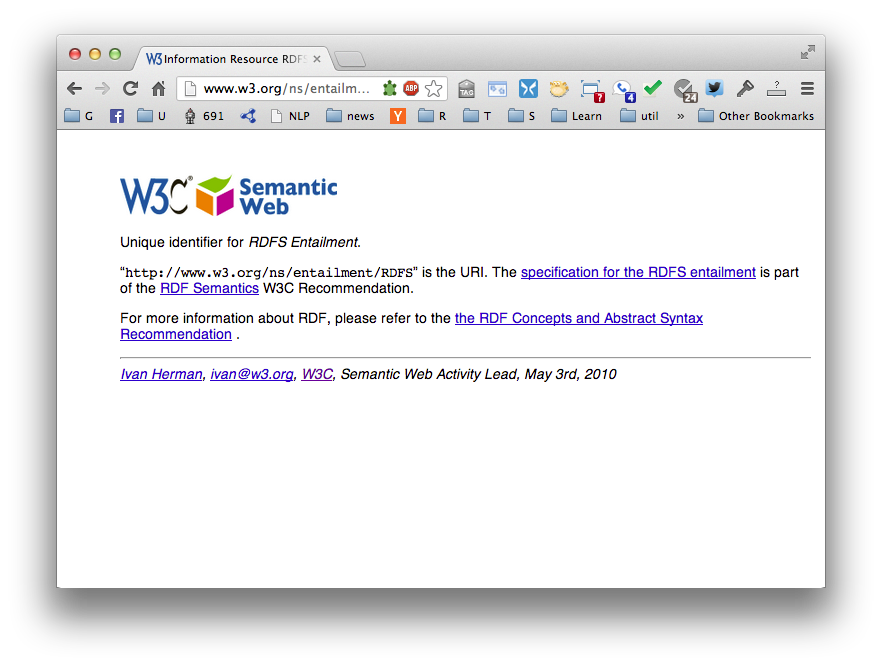 W3 Information Resource RDFS
www.w3.org/ns/entailm...
ABP
TAG
?
4
24
?
G
U
691
NLP
news
Y
R
T
S
Learn
util
»
Other Bookmarks
W3C® Semantic
Web
Unique identifier for RDFS Entailment.
“http://www.w3.org/ns/entailment/RDFS” is the URI. The specification for the RDFS entailment is part
of the RDF Semantics W3C Recommendation.
For more information about RDF, please refer to the the RDF Concepts and Abstract Syntax
Recommendation .
Ivan Herman, ivan@w3.org, W3C, Semantic Web Activity Lead, May 3rd, 2010